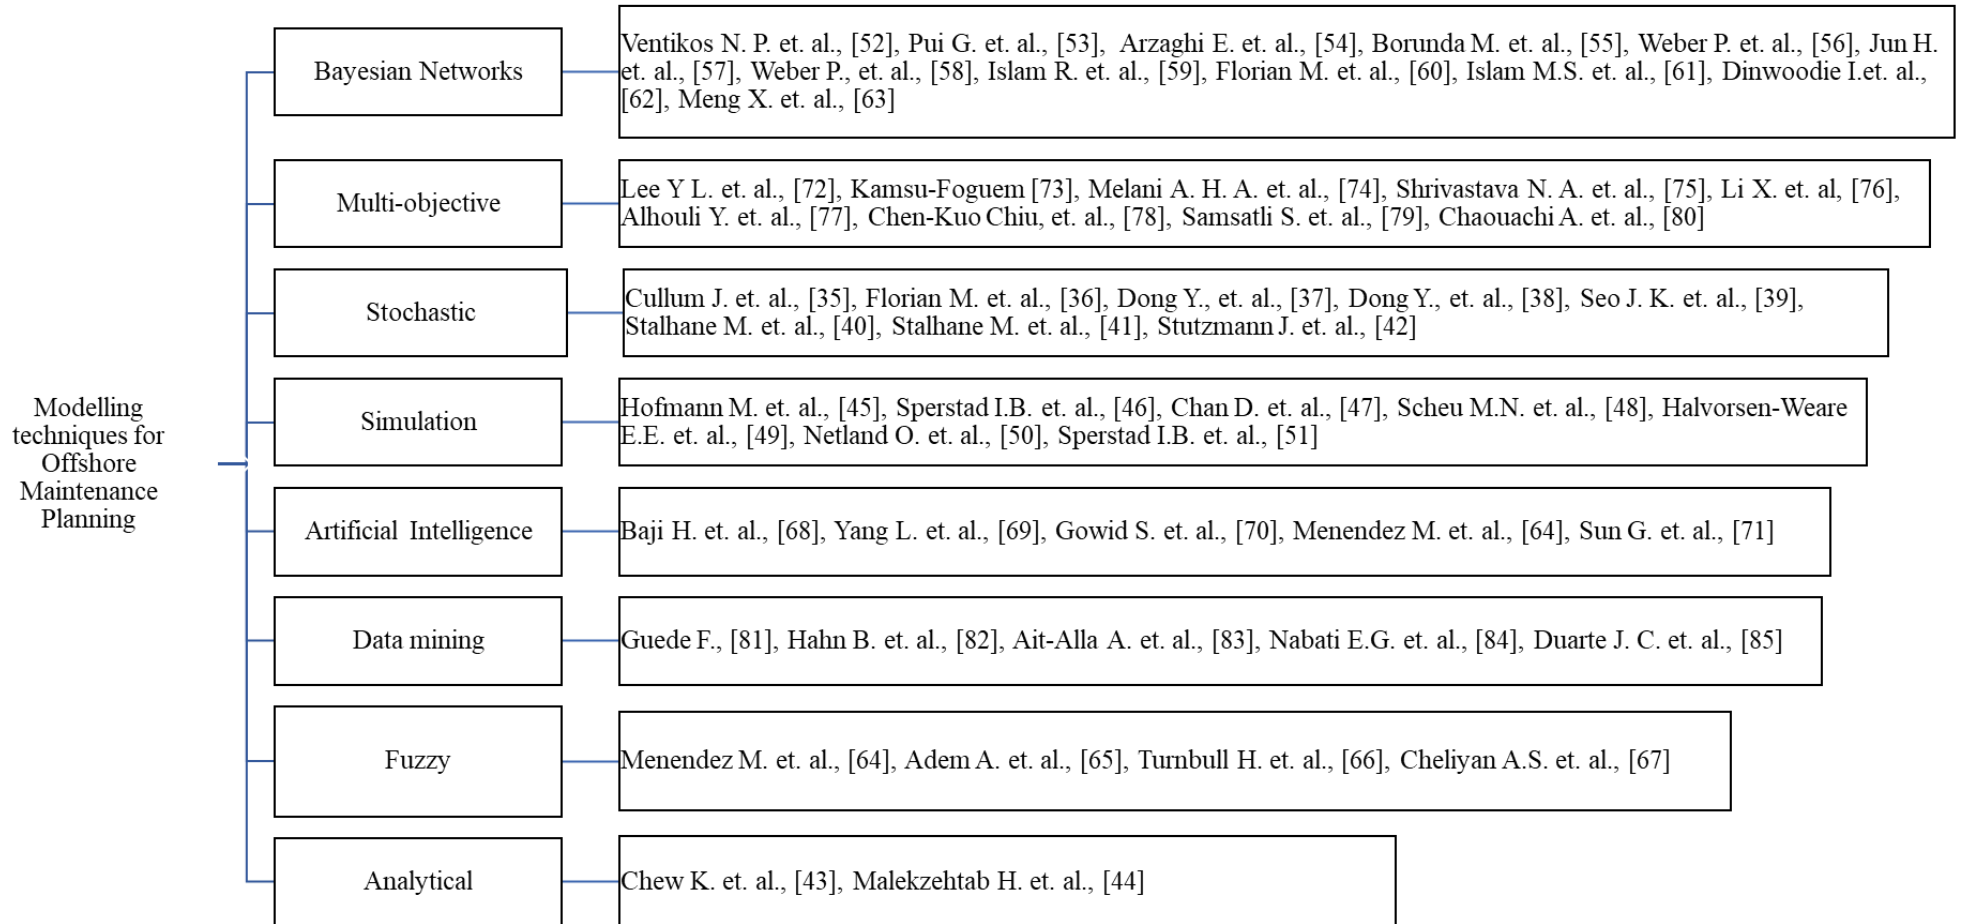 Modelling
techniques for
Offshore
Maintenance
Planning
Bayesian Networks
Ventikos N. P. et. al., [52], Pui G. et. al., [53], Arzaghi E. et. al., [54], Borunda M. et. al., [55], Weber P. et. al., [56], Jun H.
et. al., [57], Weber P., et. al., [58], Islam R. et. al., [59], Florian M. et. al., [60], Islam M.S. et. al., [61], Dinwoodie I.et. al.,
[62], Meng X. et. al., [63]
Multi-objective
Lee Y L. et. al., [72], Kamsu-Foguem [73], Melani A. H. A. et. al., [74], Shrivastava N. A. et. al., [75], Li X. et. al, [76],
Alhouli Y. et. al., [77], Chen-Kuo Chiu, et. al., [78], Samsatli S. et. al., [79], Chaouachi A. et. al., [80]
Stochastic
Cullum J. et. al., [35], Florian M. et. al., [36], Dong Y., et. al., [37], Dong Y., et. al., [38], Seo J. K. et. al., [39],
Stalhane M. et. al., [40], Stalhane M. et. al., [41], Stutzmann J. et. al., [42]
Simulation
Hofmann M. et. al., [45], Sperstad I.B. et. al., [46], Chan D. et. al., [47], Scheu M.N. et. al., [48], Halvorsen-Weare
E.E. et. al., [49], Netland O. et. al., [50], Sperstad I.B. et. al., [51]
Artificial Intelligence
Baji H. et. al., [68], Yang L. et. al., [69], Gowid S. et. al., [70], Menendez M. et. al., [64], Sun G. et. al., [71]
Data mining
Guede F., [81], Hahn B. et. al., [82], Ait-Alla A. et. al., [83], Nabati E.G. et. al., [84], Duarte J. C. et. al., [85]
Fuzzy
Menendez M. et. al., [64], Adem A. et. al., [65], Turnbull H. et. al., [66], Cheliyan A.S. et. al., [67]
Analytical
Chew K. et. al., [43], Malekzehtab H. et. al., [44]